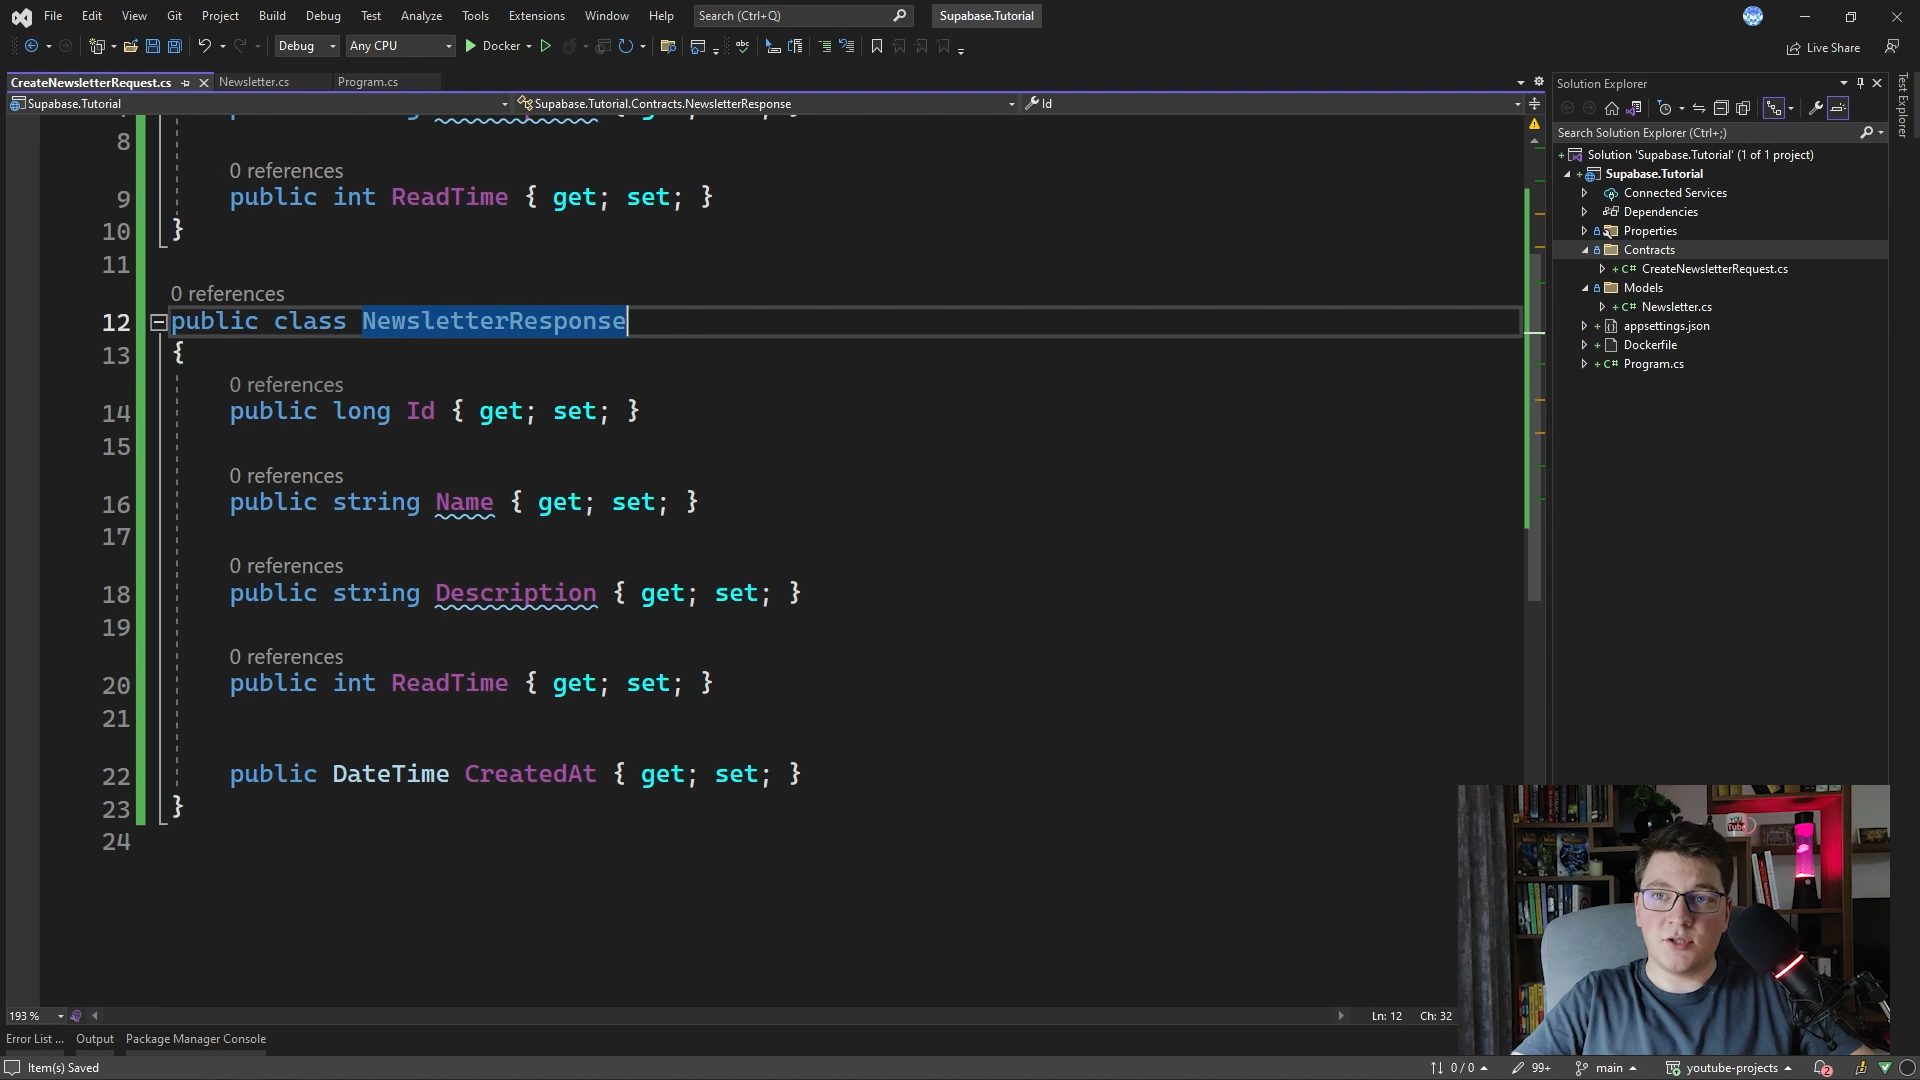 File Edit View Git Project Build Debug Test Analyze Tools Extensions Window Help Search (Ctrl+Q) Supabase.Tutorial
Debug Any CPU Docker Live Share
CreateNewsletterRequest.cs Newsletter.cs Program.cs
Supabase.Tutorial Supabase.Tutorial.Contracts.NewsletterResponse Id
8
0 references
9 public int ReadTime { get; set; }
10 }
11
0 references
12 public class NewsletterResponse
13 {
0 references
14 public long Id { get; set; }
15
0 references
16 public string Name { get; set; }
17
0 references
18 public string Description { get; set; }
19
0 references
20 public int ReadTime { get; set; }
21
22 public DateTime CreatedAt { get; set; }
23 }
24
193 % Ln: 12 Ch: 32
Error List ... Output Package Manager Console
Item(s) Saved 0 / 0 99+ main youtube-projects 2
Solution Explorer
Search Solution Explorer (Ctrl+;)
Solution 'Supabase.Tutorial' (1 of 1 project)
Supabase.Tutorial
Connected Services
Dependencies
Properties
Contracts
C# CreateNewsletterRequest.cs
Models
C# Newsletter.cs
appsettings.json
Dockerfile
C# Program.cs
Test Explorer
YOU